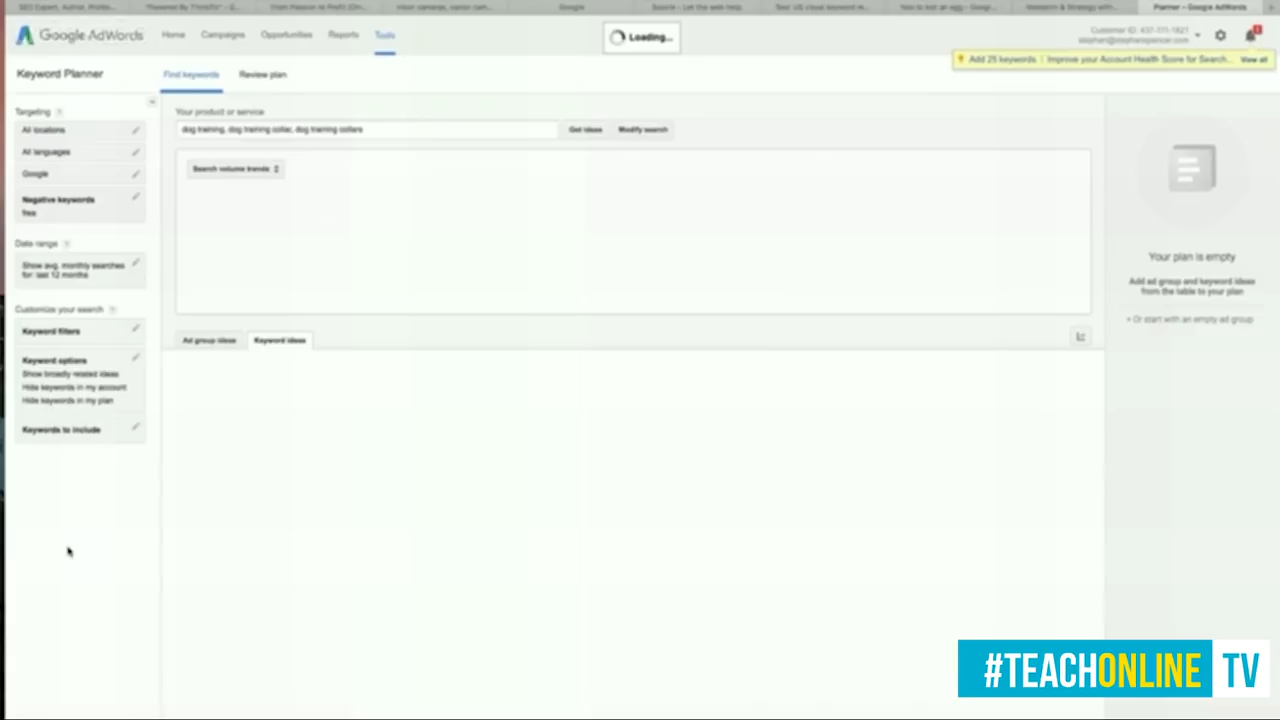 Google AdWords
Home Campaigns Opportunities Reports Tools
Loading...
Customer ID: 437-111-1821
Add 25 keywords | Improve your Account Health Score for Search... View all
Keyword Planner
Find keywords Review plan
Targeting ?
All locations
All languages
Google
Negative keywords
free
Date range ?
Show avg. monthly searches
for: last 12 months
Customize your search ?
Keyword filters
Keyword options
Show broadly related ideas
Hide keywords in my account
Hide keywords in my plan
Keywords to include
Your product or service
dog training, dog training collar, dog training collars
Get ideas Modify search
Search volume trends
Ad group ideas Keyword ideas
Your plan is empty
Add ad group and keyword ideas
from the table to your plan
+ Or start with an empty ad group
#TEACHONLINE TV